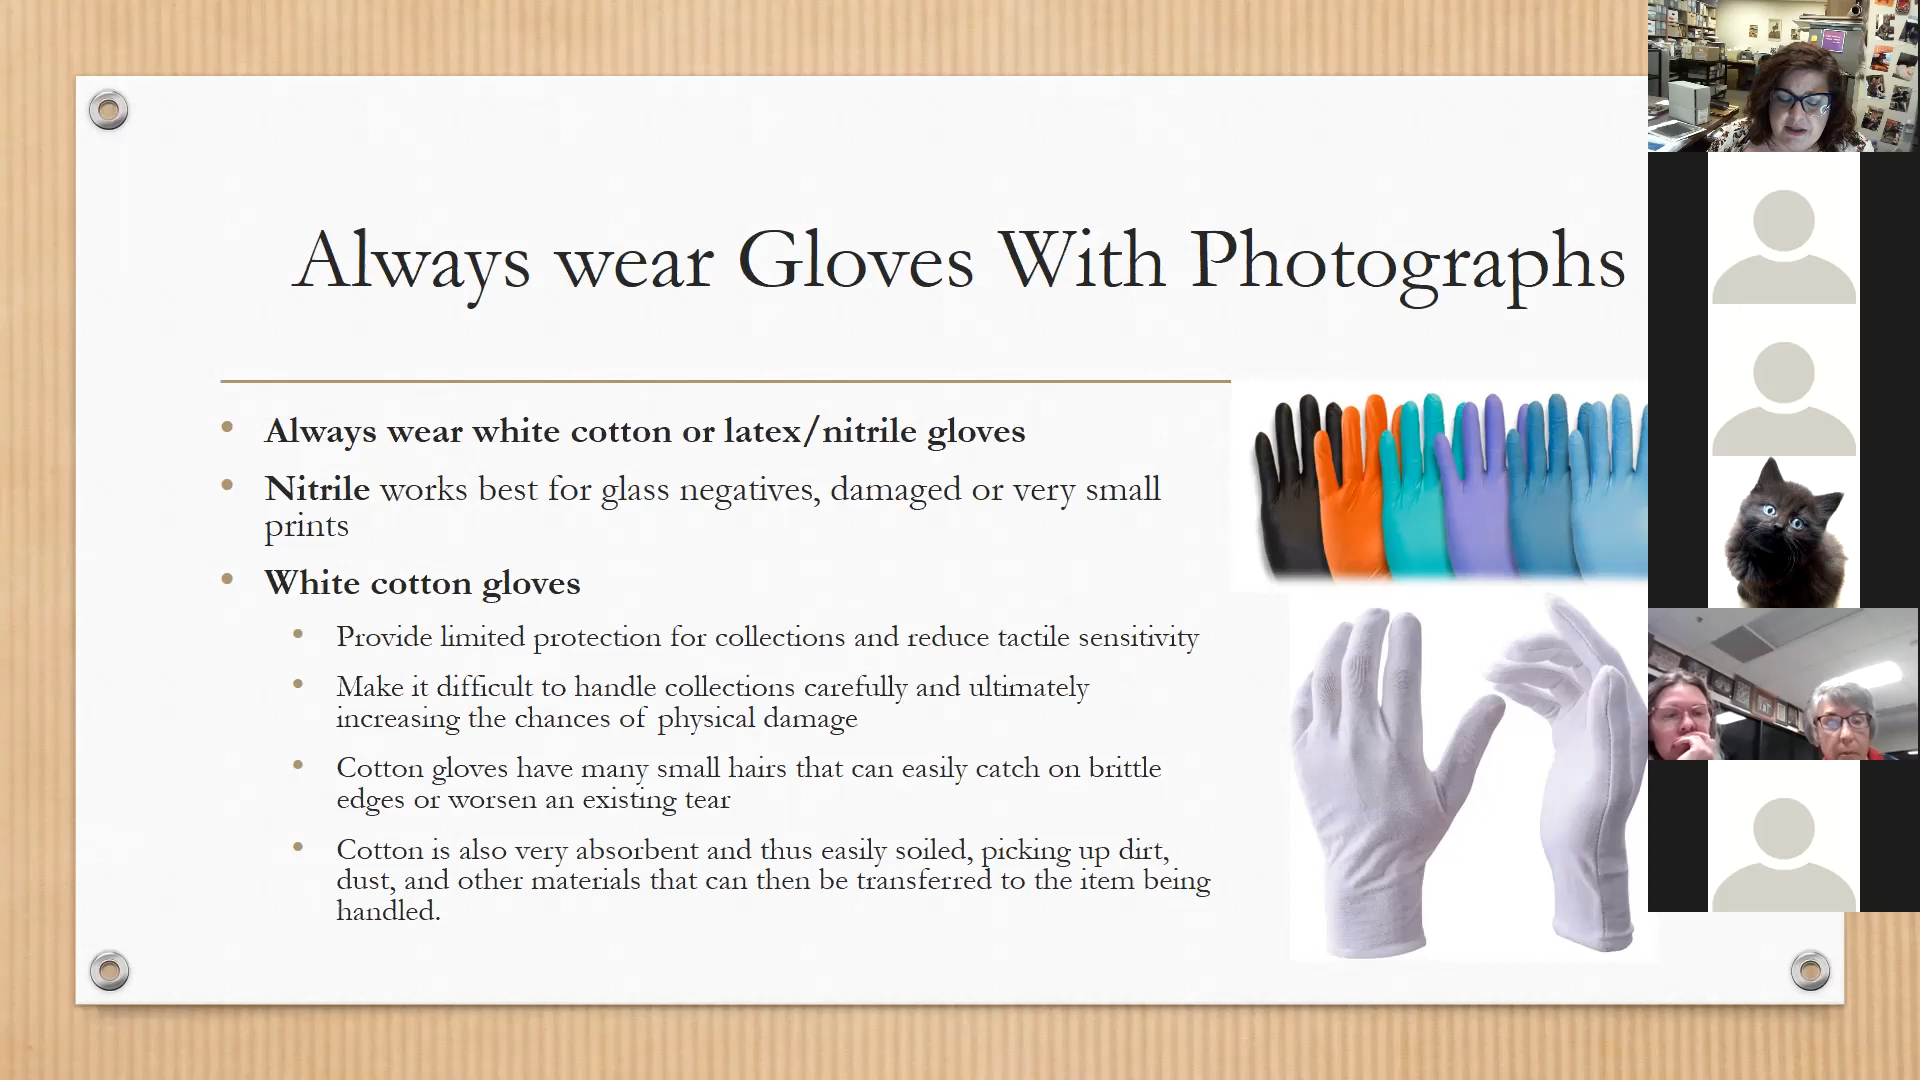 Always wear Gloves With Photographs
• Always wear white cotton or latex/nitrile gloves
• Nitrile works best for glass negatives, damaged or very small
prints
• White cotton gloves
• Provide limited protection for collections and reduce tactile sensitivity
• Make it difficult to handle collections carefully and ultimately
increasing the chances of physical damage
• Cotton gloves have many small hairs that can easily catch on brittle
edges or worsen an existing tear
• Cotton is also very absorbent and thus easily soiled, picking up dirt,
dust, and other materials that can then be transferred to the item being
handled.